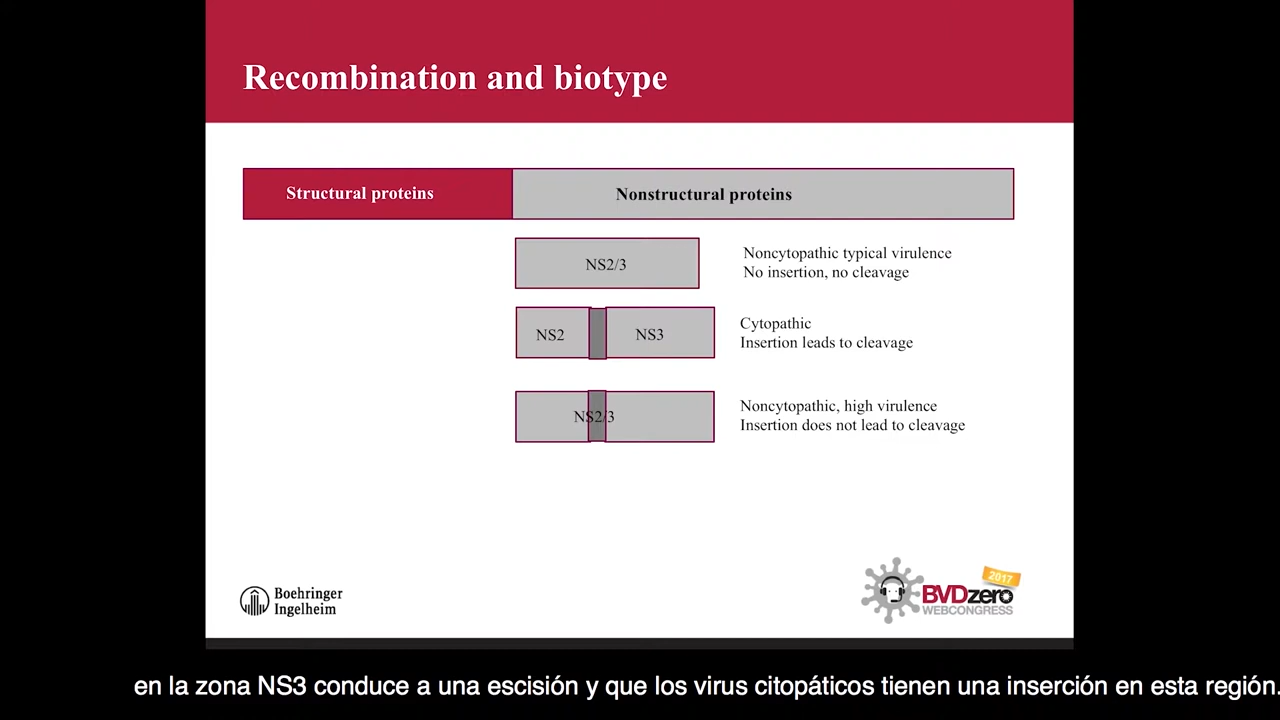 Recombination and biotype
Structural proteins
Nonstructural proteins
NS2/3
Noncytopathic typical virulence
No insertion, no cleavage
NS2
NS3
Cytopathic
Insertion leads to cleavage
NS2/3
Noncytopathic, high virulence
Insertion does not lead to cleavage
Boehringer
Ingelheim
2017
BVDzero
WEBCONGRESS
en la zona NS3 conduce a una escisión y que los virus citopáticos tienen una inserción en esta región.